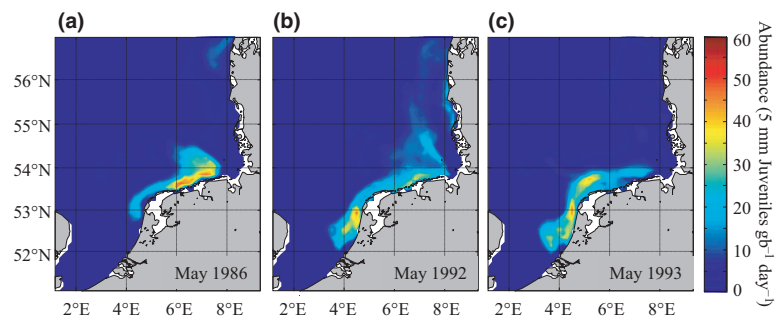 (a) (b) (c)
56°N
55°N
54°N
53°N
52°N
May 1986 May 1992 May 1993
2°E 4°E 6°E 8°E 2°E 4°E 6°E 8°E 2°E 4°E 6°E 8°E
60
50
40
30
20
10
0
Abundance (5 mm Juveniles gb⁻¹ day⁻¹)